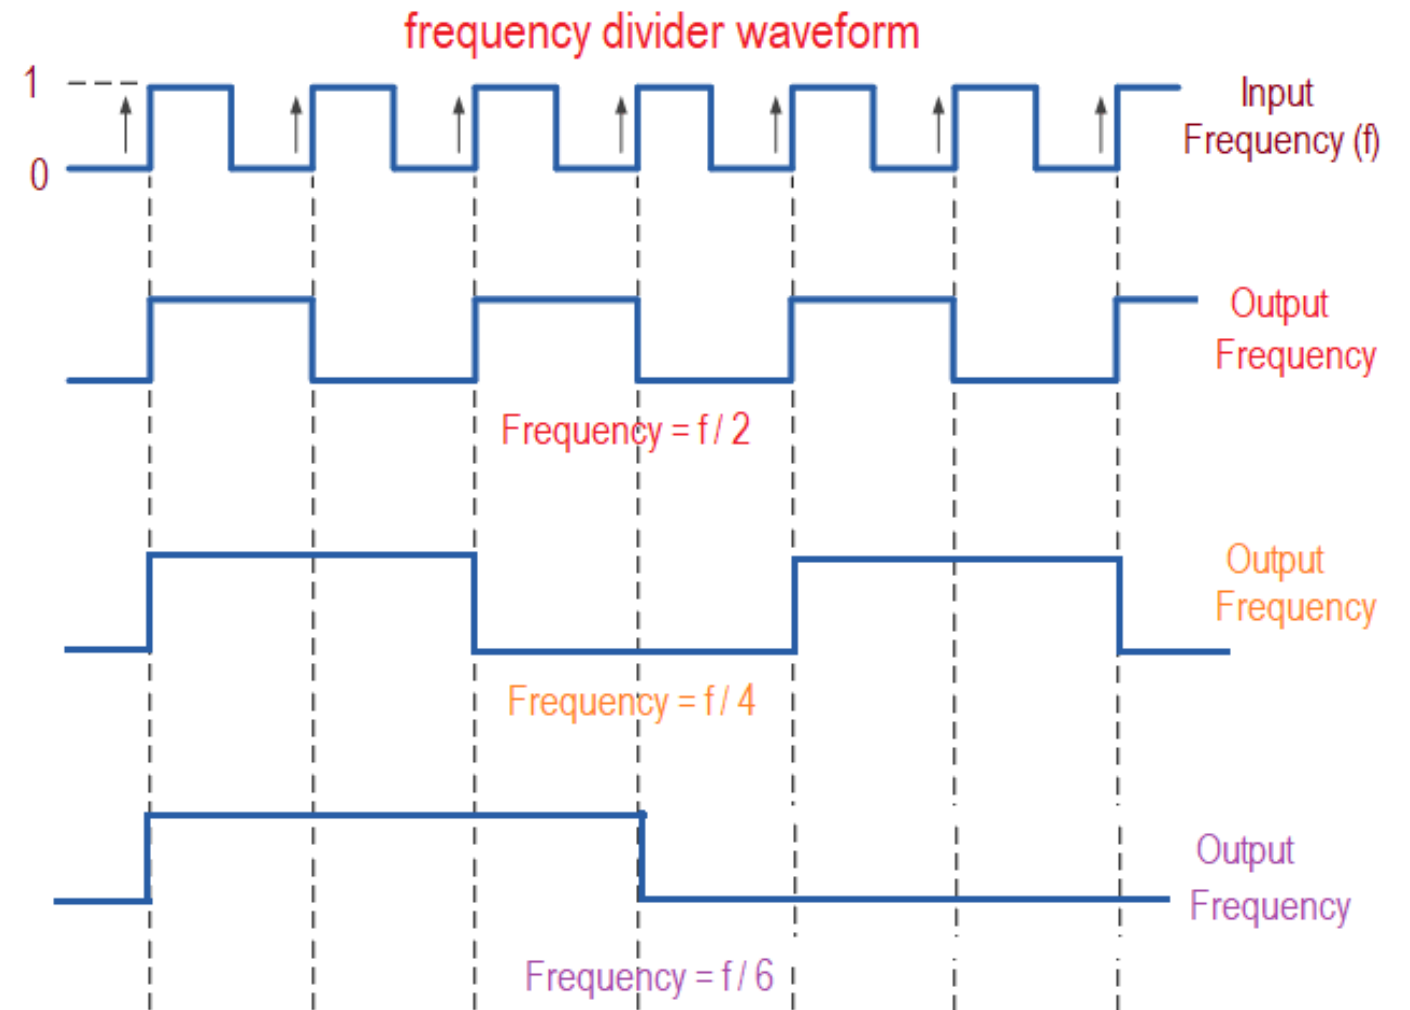 frequency divider waveform
1
0
Input
Frequency (f)
Output
Frequency
Frequency = f / 2
Output
Frequency
Frequency = f / 4
Output
Frequency
Frequency = f / 6